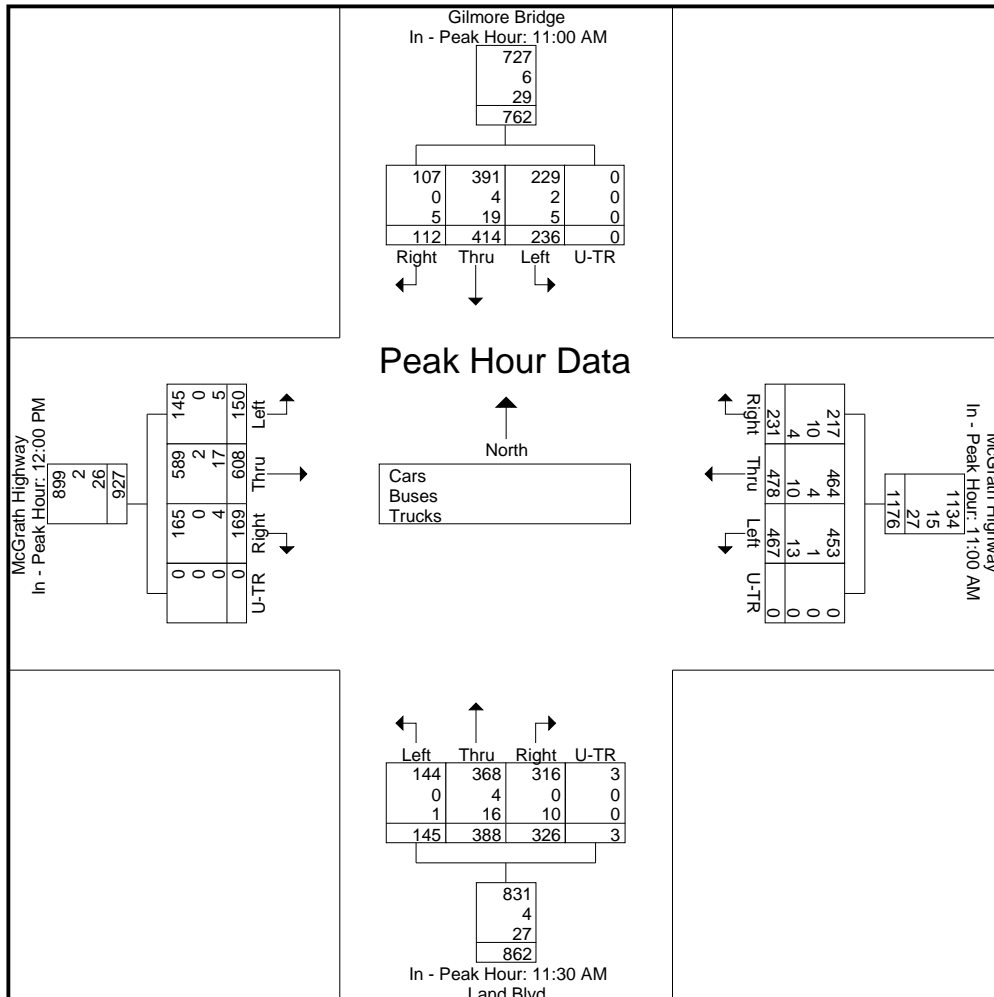 Gilmore Bridge
In - Peak Hour: 11:00 AM
727
6
29
762
107 391 229 0
0 4 2 0
5 19 5 0
112 414 236 0
Right Thru Left U-TR
Peak Hour Data
North
Cars
Buses
Trucks
McGrath Highway
In - Peak Hour: 12:00 PM
899
2
26
927
145 589 165 0
0 2 0 0
5 17 4 0
150 608 169 0
Left Thru Right U-TR
McGrath Highway
In - Peak Hour: 11:00 AM
1134
15
27
1176
217 464 453 0
10 4 1 0
4 10 13 0
231 478 467 0
Right Thru Left U-TR
Left Thru Right U-TR
144 368 316 3
0 4 0 0
1 16 10 0
145 388 326 3
831
4
27
862
In - Peak Hour: 11:30 AM
Land Blvd